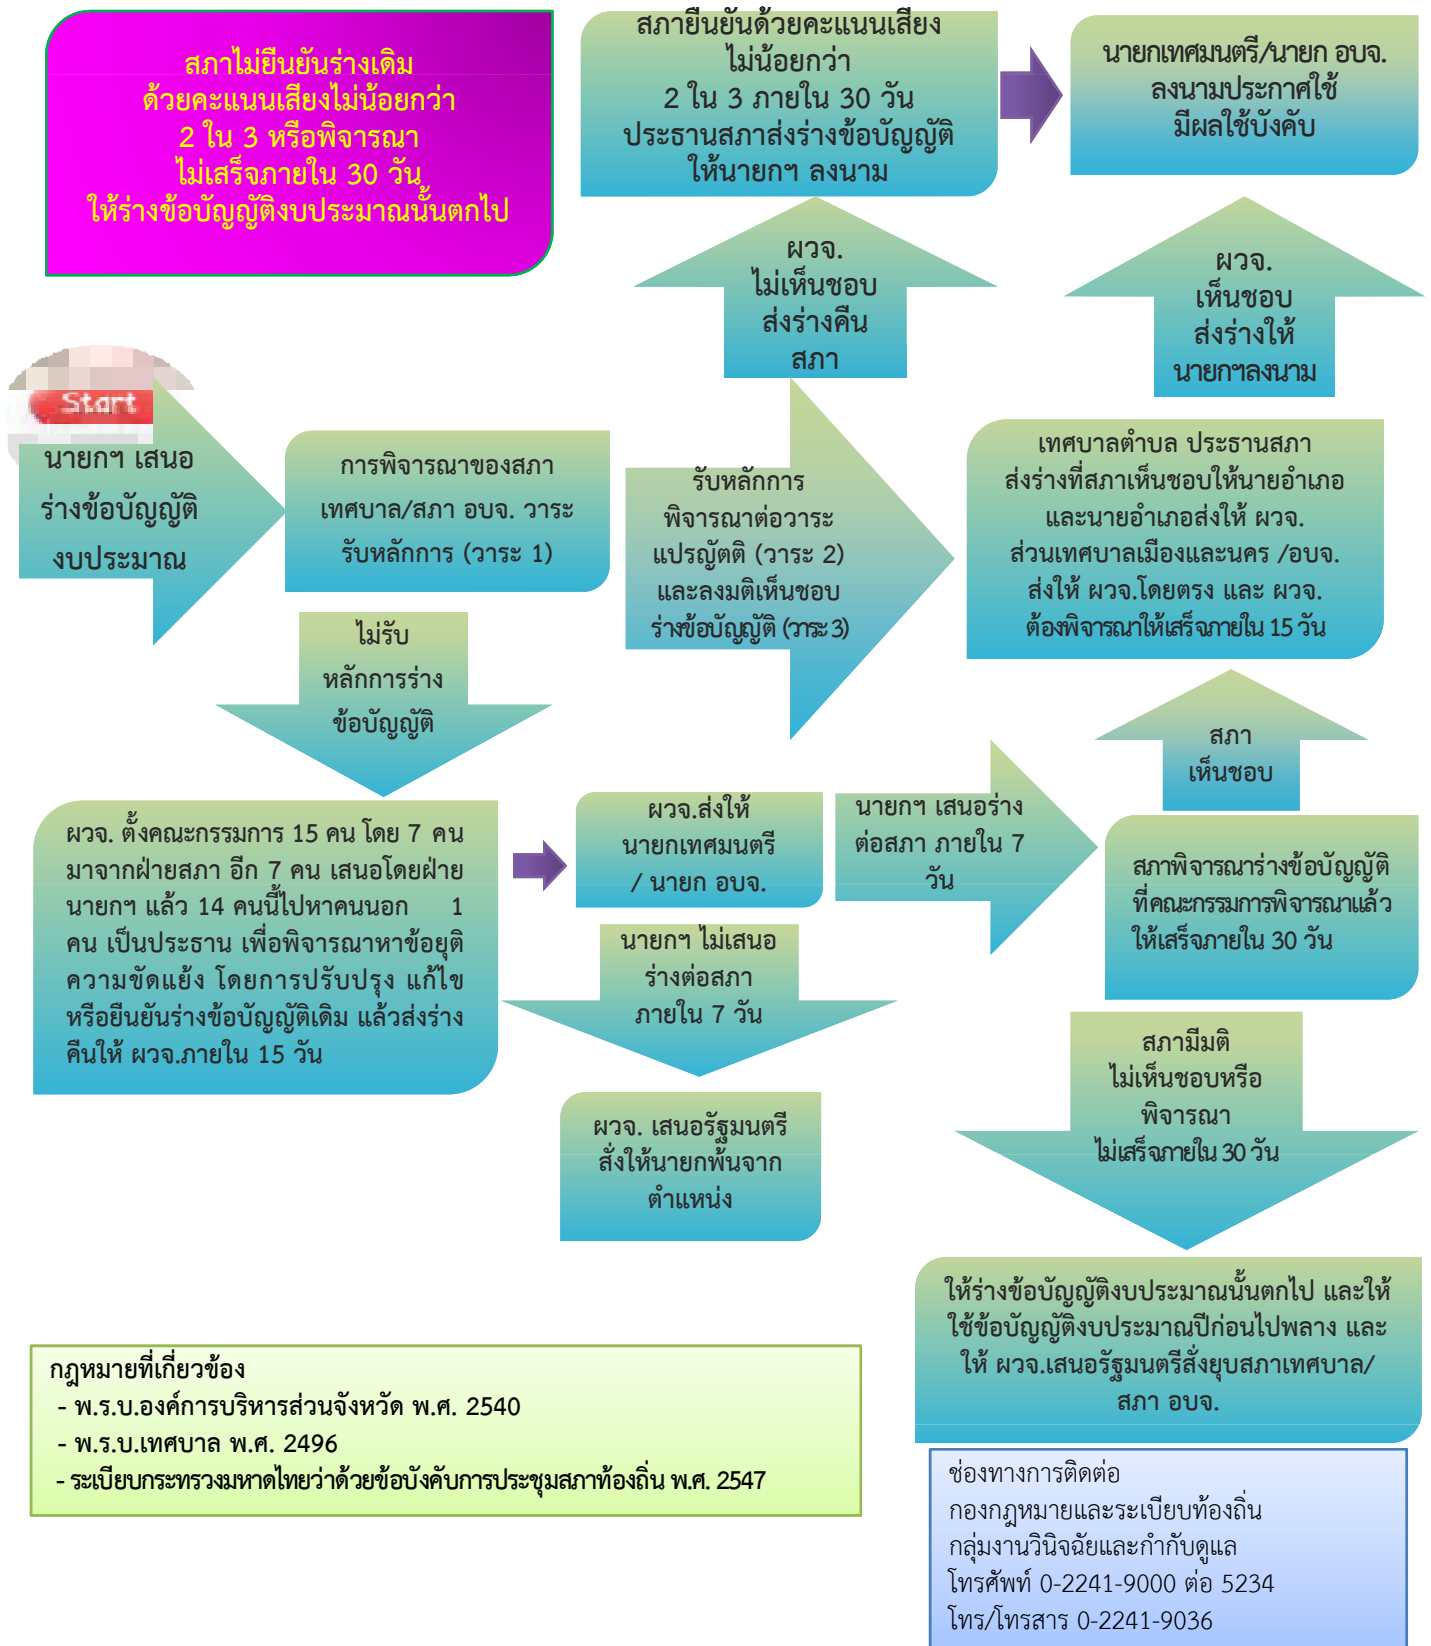 สภาไม่ยืนยันร่างเดิม
ด้วยคะแนนเสียงไม่น้อยกว่า
2 ใน 3 หรือพิจารณา
ไม่เสร็จภายใน 30 วัน
ให้ร่างข้อบัญญัติงบประมาณนั้นตกไป
สภายืนยันด้วยคะแนนเสียง
ไม่น้อยกว่า
2 ใน 3 ภายใน 30 วัน
ประธานสภาส่งร่างข้อบัญญัติ
ให้นายกฯ ลงนาม
นายกเทศมนตรี/นายก อบจ.
ลงนามประกาศใช้
มีผลใช้บังคับ
ผวจ.
ไม่เห็นชอบ
ส่งร่างคืน
สภา
ผวจ.
เห็นชอบ
ส่งร่างให้
นายกฯลงนาม
Start
นายกฯ เสนอ
ร่างข้อบัญญัติ
งบประมาณ
การพิจารณาของสภา
เทศบาล/สภา อบจ. วาระ
รับหลักการ (วาระ 1)
รับหลักการ
พิจารณาต่อวาระ
แปรญัตติ (วาระ 2)
และลงมติเห็นชอบ
ร่างข้อบัญญัติ (วาระ 3)
เทศบาลตำบล ประธานสภา
ส่งร่างที่สภาเห็นชอบให้นายอำเภอ
และนายอำเภอส่งให้ ผวจ.
ส่วนเทศบาลเมืองและนคร /อบจ.
ส่งให้ ผวจ.โดยตรง และ ผวจ.
ต้องพิจารณาให้เสร็จภายใน 15 วัน
ไม่รับ
หลักการร่าง
ข้อบัญญัติ
สภา
เห็นชอบ
ผวจ. ตั้งคณะกรรมการ 15 คน โดย 7 คน
มาจากฝ่ายสภา อีก 7 คน เสนอโดยฝ่าย
นายกฯ แล้ว 14 คนนี้ไปหาคนนอก 1
คน เป็นประธาน เพื่อพิจารณาหาข้อยุติ
ความขัดแย้ง โดยการปรับปรุง แก้ไข
หรือยืนยันร่างข้อบัญญัติเดิม แล้วส่งร่าง
คืนให้ ผวจ.ภายใน 15 วัน
ผวจ.ส่งให้
นายกเทศมนตรี
/ นายก อบจ.
นายกฯ เสนอร่าง
ต่อสภา ภายใน 7
วัน
สภาพิจารณาร่างข้อบัญญัติ
ที่คณะกรรมการพิจารณาแล้ว
ให้เสร็จภายใน 30 วัน
นายกฯ ไม่เสนอ
ร่างต่อสภา
ภายใน 7 วัน
สภามีมติ
ไม่เห็นชอบหรือ
พิจารณา
ไม่เสร็จภายใน 30 วัน
ผวจ. เสนอรัฐมนตรี
สั่งให้นายกพ้นจาก
ตำแหน่ง
ให้ร่างข้อบัญญัติงบประมาณนั้นตกไป และให้
ใช้ข้อบัญญัติงบประมาณปีก่อนไปพลาง และ
ให้ ผวจ.เสนอรัฐมนตรีสั่งยุบสภาเทศบาล/
สภา อบจ.
กฎหมายที่เกี่ยวข้อง
- พ.ร.บ.องค์การบริหารส่วนจังหวัด พ.ศ. 2540
- พ.ร.บ.เทศบาล พ.ศ. 2496
- ระเบียบกระทรวงมหาดไทยว่าด้วยข้อบังคับการประชุมสภาท้องถิ่น พ.ศ. 2547
ช่องทางการติดต่อ
กองกฎหมายและระเบียบท้องถิ่น
กลุ่มงานวินิจฉัยและกำกับดูแล
โทรศัพท์ 0-2241-9000 ต่อ 5234
โทร/โทรสาร 0-2241-9036